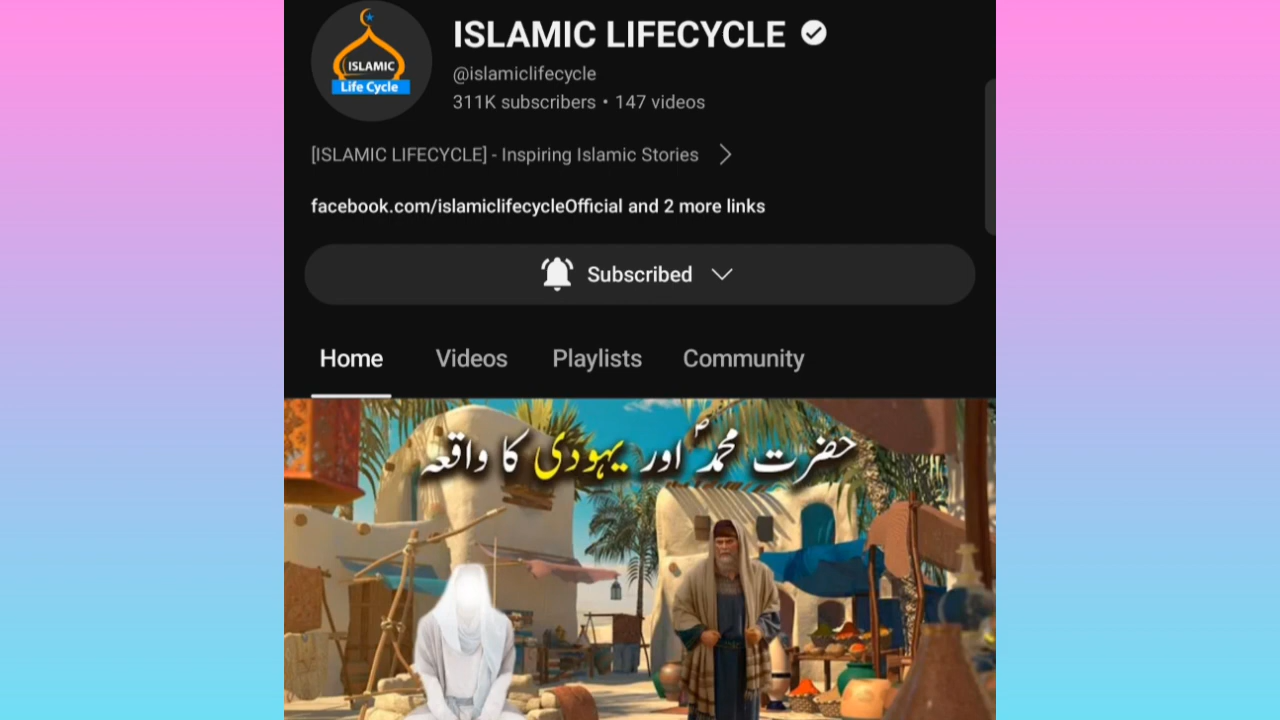 ISLAMIC
Life Cycle
ISLAMIC LIFECYCLE
@islamiclifecycle
311K subscribers • 147 videos
[ISLAMIC LIFECYCLE] - Inspiring Islamic Stories
facebook.com/islamiclifecycleOfficial and 2 more links
Subscribed
Home Videos Playlists Community
حضرت محمدؐ اور یہودی کا واقعہ